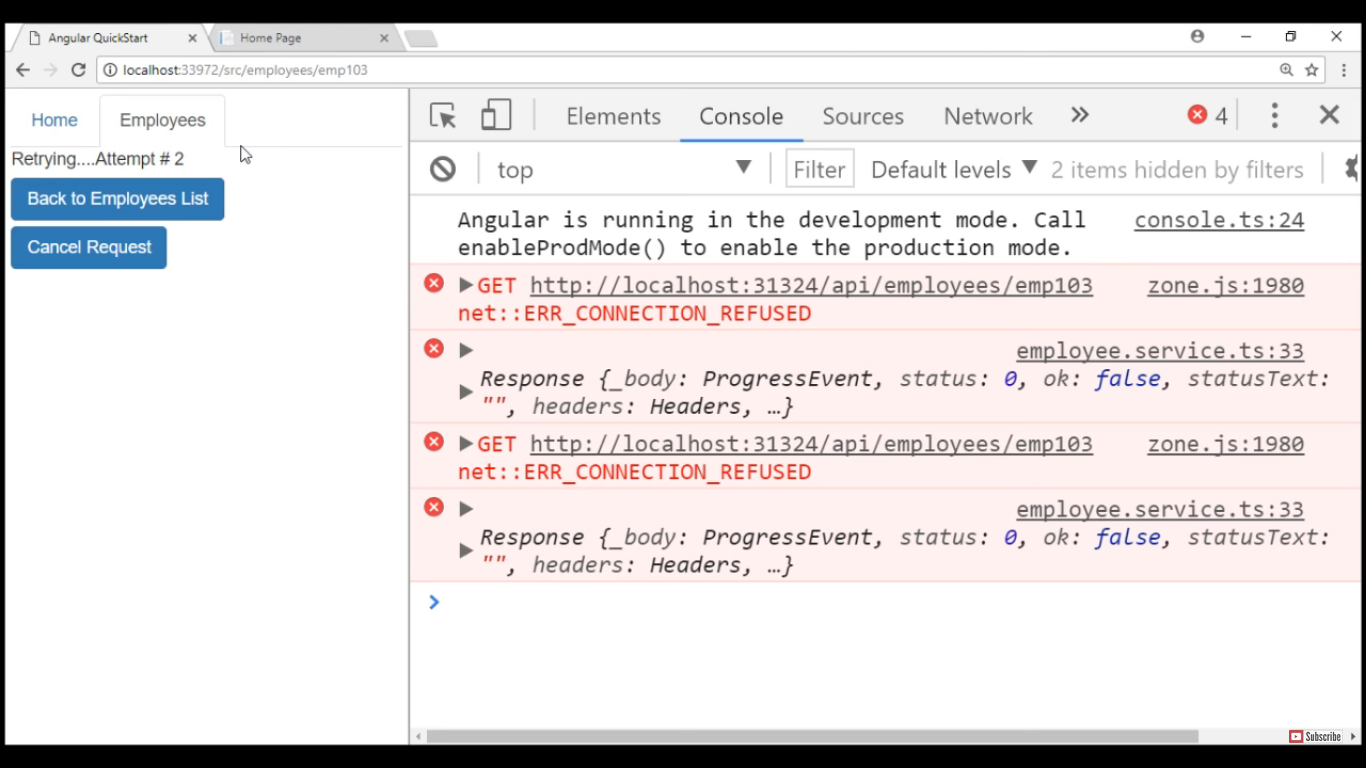 Angular QuickStart
Home Page
localhost:33972/src/employees/emp103
Home
Employees
Retrying....Attempt # 2
Back to Employees List
Cancel Request
Elements Console Sources Network 4
top Filter Default levels 2 items hidden by filters
Angular is running in the development mode. Call console.ts:24
enableProdMode() to enable the production mode.
GET http://localhost:31324/api/employees/emp103 zone.js:1980
net::ERR_CONNECTION_REFUSED
employee.service.ts:33
Response {_body: ProgressEvent, status: 0, ok: false, statusText:
"", headers: Headers, …}
GET http://localhost:31324/api/employees/emp103 zone.js:1980
net::ERR_CONNECTION_REFUSED
employee.service.ts:33
Response {_body: ProgressEvent, status: 0, ok: false, statusText:
"", headers: Headers, …}
Subscribe